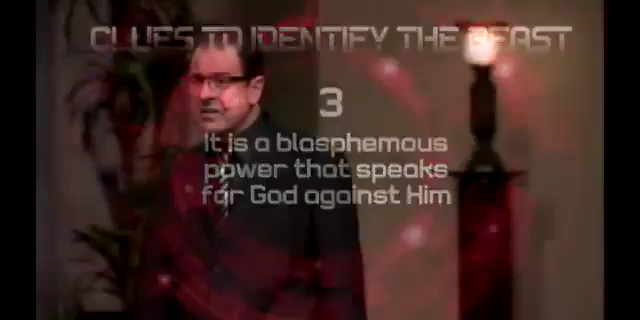 CLUES TO IDENTIFY THE BEAST
3
It is a blasphemous
power that speaks
for God against Him